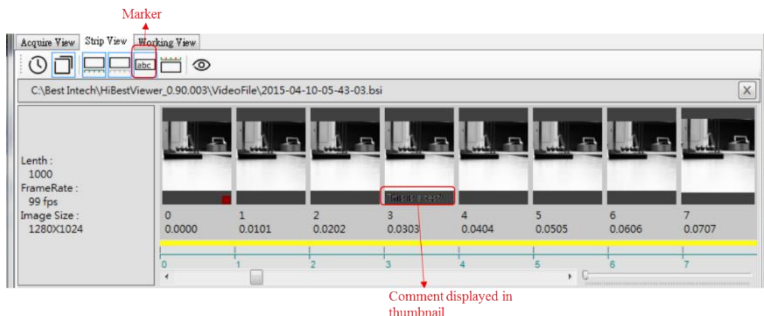 Marker
Acquire View Strip View Working View
abc
C:\Best Intech\HiBestViewer_0.90.003\VideoFile\2015-04-10-05-43-03.bsi
X
Lenth :
1000
FrameRate :
99 fps
Image Size :
1280X1024
0 1 2 3 4 5 6 7
0.0000 0.0101 0.0202 0.0303 0.0404 0.0505 0.0606 0.0707
0 1 2 3 4 5 6 7
Comment displayed in
thumbnail